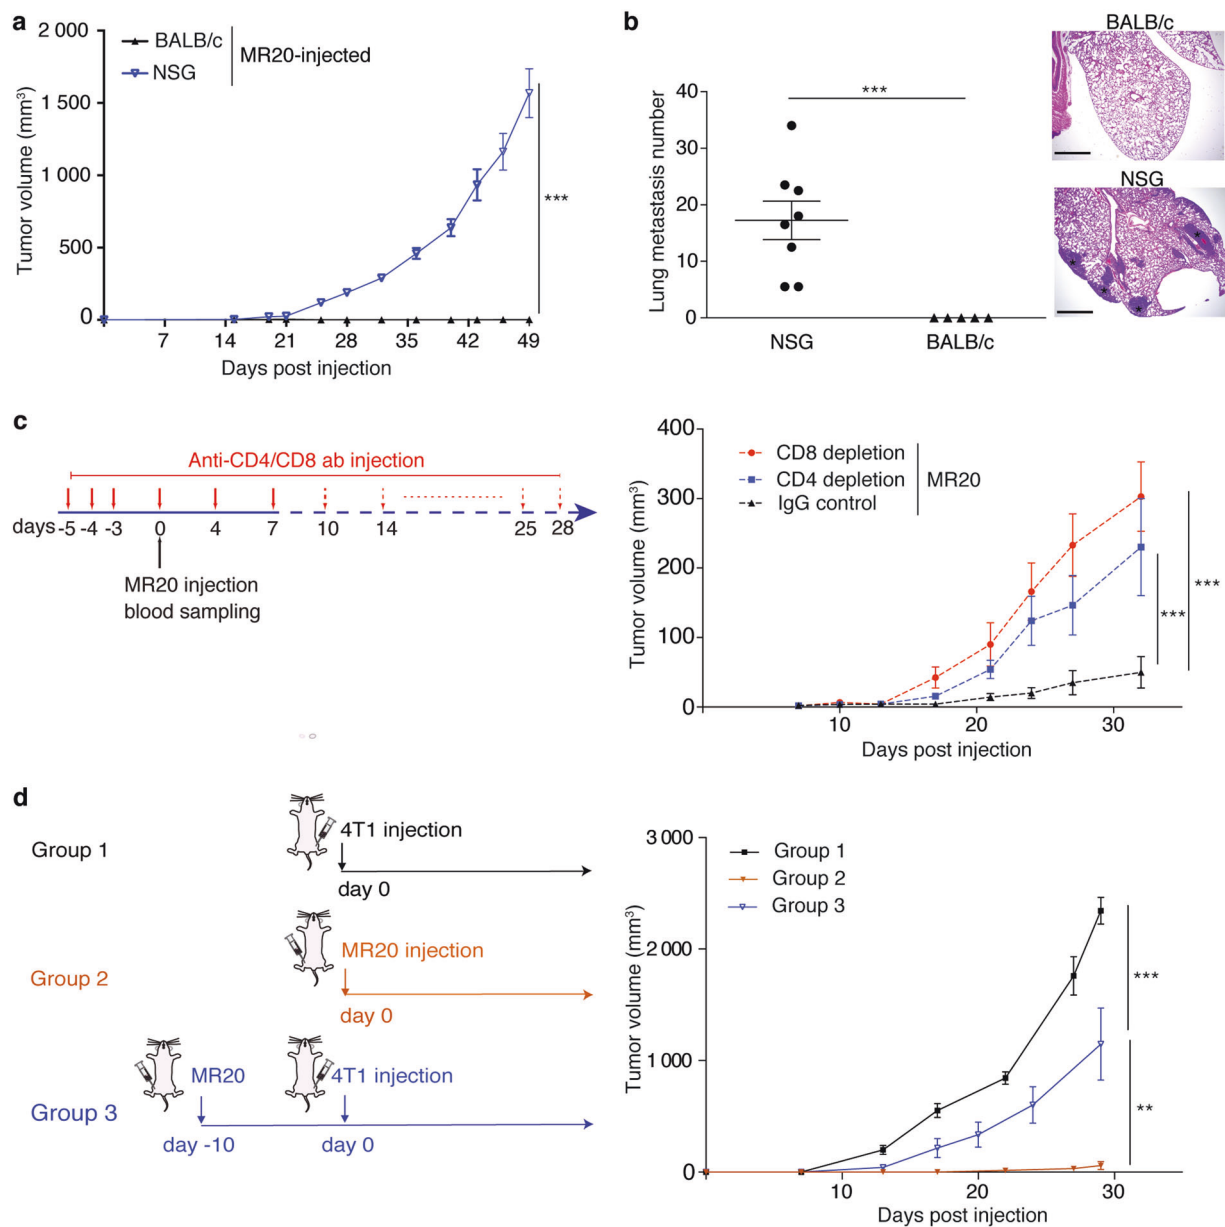 a
2 000
1 500
1 000
500
0
Tumor volume (mm³)
BALB/c
NSG
MR20-injected
***
7 14 21 28 35 42 49
Days post injection
b
40
30
20
10
0
Lung metastasis number
***
NSG BALB/c
BALB/c
NSG
* * * *
c
Anti-CD4/CD8 ab injection
days -5 -4 -3 0 4 7 10 14 25 28
MR20 injection
blood sampling
400
300
200
100
0
Tumor volume (mm³)
CD8 depletion
CD4 depletion
IgG control
MR20
***
***
10 20 30
Days post injection
d
Group 1
4T1 injection
day 0
Group 2
MR20 injection
day 0
Group 3
MR20
4T1 injection
day -10
day 0
3 000
2 000
1 000
0
Tumor volume (mm³)
Group 1
Group 2
Group 3
***
**
10 20 30
Days post injection